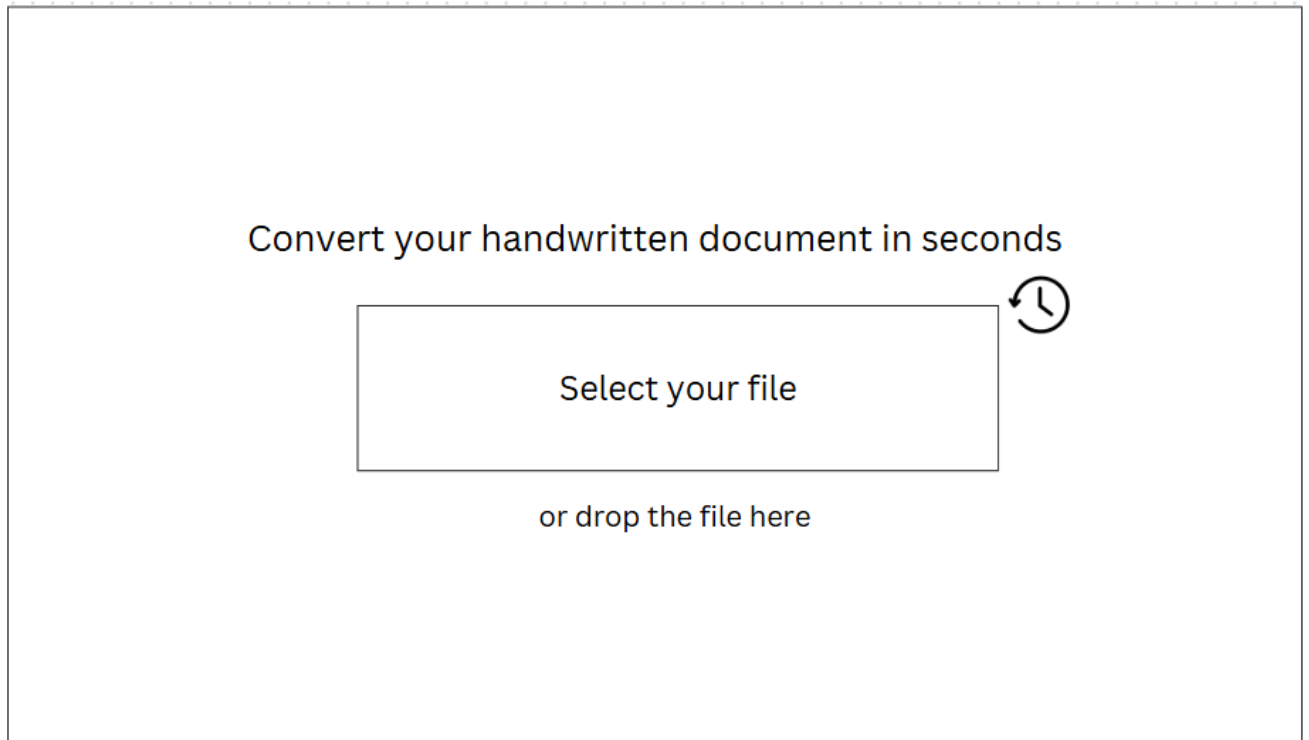 Convert your handwritten document in seconds
Select your file
or drop the file here